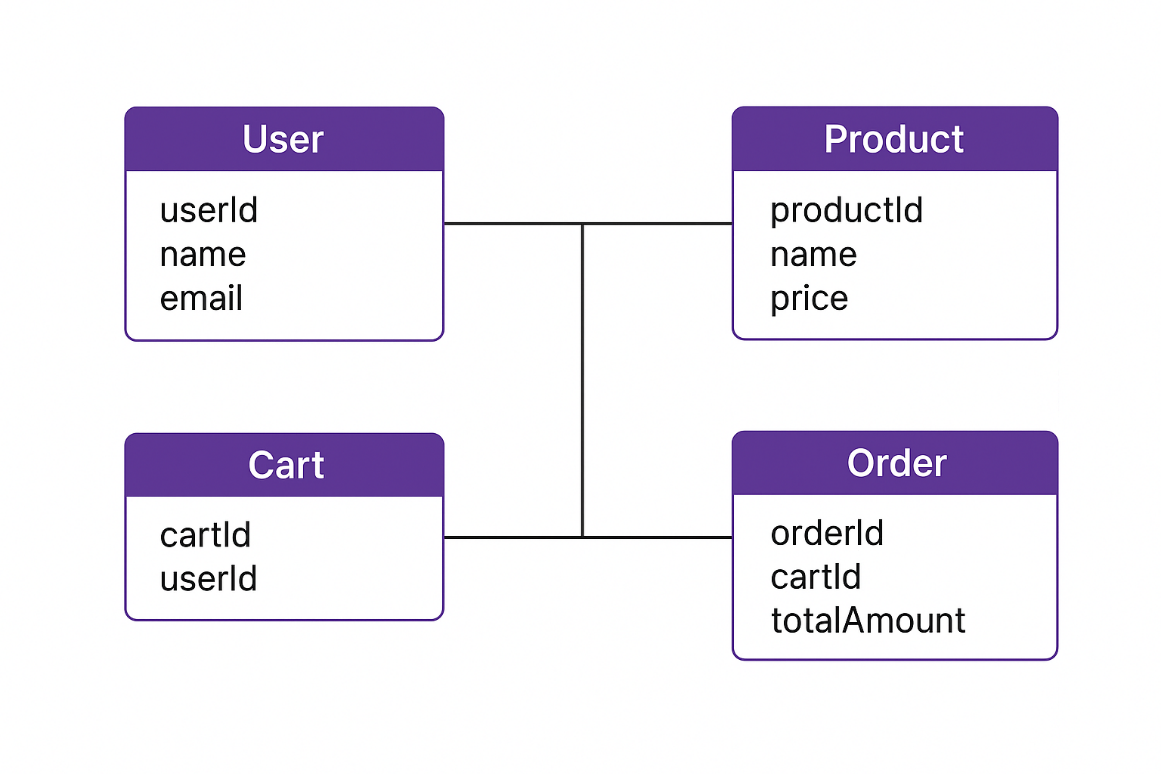 User
userId
name
email
Product
productId
name
price
Cart
cartId
userId
Order
orderId
cartId
totalAmount